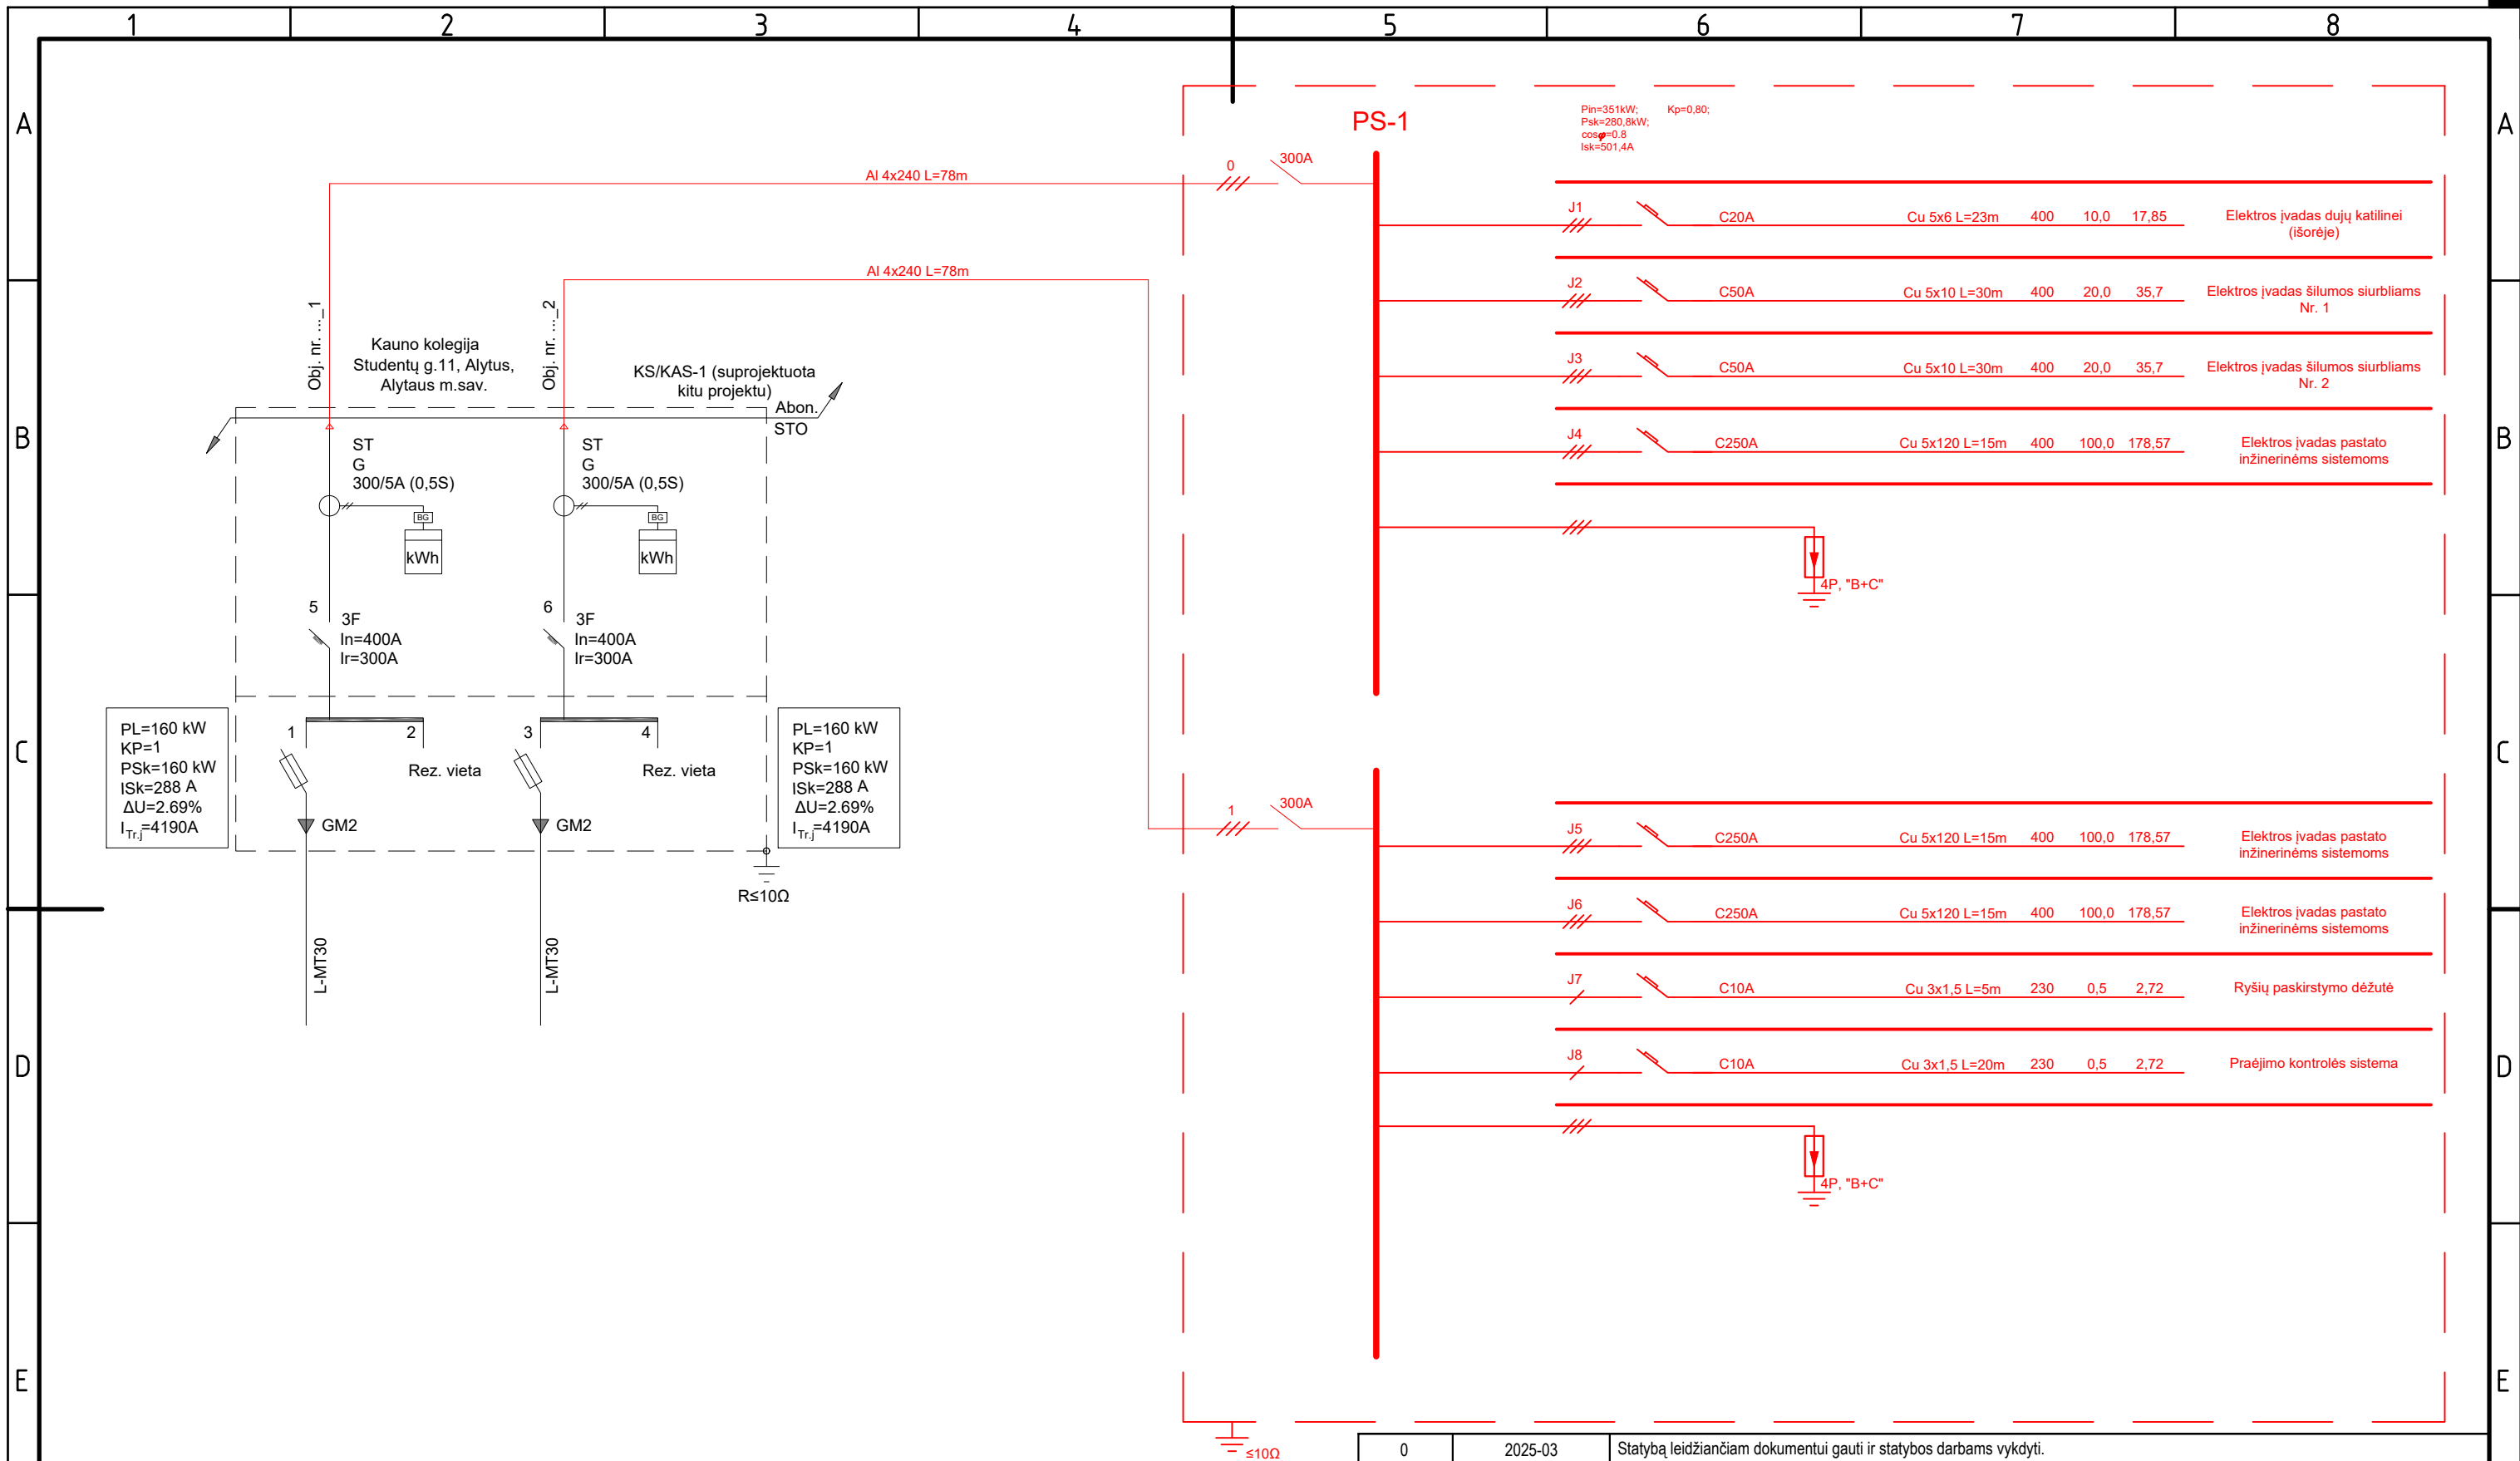 1 2 3 4 5 6 7 8
A A
B B
C C
D D
E E
PS-1
Pin=351kW; Kp=0,80;
Psk=280,8kW;
cosφ=0.8
Isk=501,4A
Al 4x240 L=78m
0
300A
J1 C20A Cu 5x6 L=23m 400 10,0 17,85 Elektros įvadas dujų katilinei
(išorėje)
Al 4x240 L=78m
J2 C50A Cu 5x10 L=30m 400 20,0 35,7 Elektros įvadas šilumos siurbliams
Nr. 1
J3 C50A Cu 5x10 L=30m 400 20,0 35,7 Elektros įvadas šilumos siurbliams
Nr. 2
J4 C250A Cu 5x120 L=15m 400 100,0 178,57 Elektros įvadas pastato
inžinerinėms sistemoms
4P, "B+C"
Obj. nr. ..._1
Kauno kolegija
Studentų g.11, Alytus,
Alytaus m.sav.
Obj. nr. ..._2
KS/KAS-1 (suprojektuota
kitu projektu)
Abon.
STO
ST
G
300/5A (0,5S)
BG
kWh
ST
G
300/5A (0,5S)
BG
kWh
5
3F
In=400A
Ir=300A
6
3F
In=400A
Ir=300A
PL=160 kW
KP=1
PSk=160 kW
ISk=288 A
ΔU=2.69%
ITr.j=4190A
1
2
Rez. vieta
GM2
3
4
Rez. vieta
GM2
PL=160 kW
KP=1
PSk=160 kW
ISk=288 A
ΔU=2.69%
ITr.j=4190A
R≤10Ω
L-MT30
L-MT30
1
300A
J5 C250A Cu 5x120 L=15m 400 100,0 178,57 Elektros įvadas pastato
inžinerinėms sistemoms
J6 C250A Cu 5x120 L=15m 400 100,0 178,57 Elektros įvadas pastato
inžinerinėms sistemoms
J7 C10A Cu 3x1,5 L=5m 230 0,5 2,72 Ryšių paskirstymo dėžutė
J8 C10A Cu 3x1,5 L=20m 230 0,5 2,72 Praėjimo kontrolės sistema
4P, "B+C"
≤10Ω
0 2025-03 Statybą leidžiančiam dokumentui gauti ir statybos darbams vykdyti.